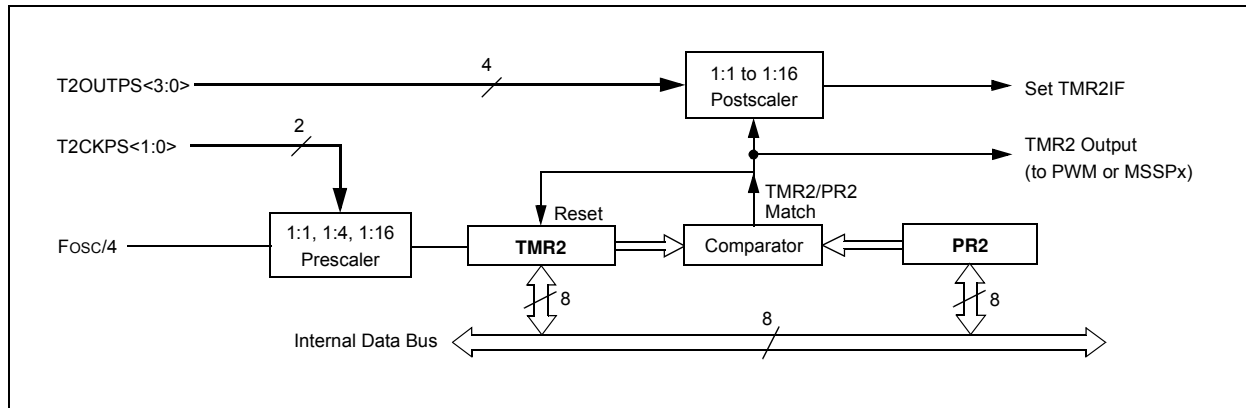 T2OUTPS<3:0>
4
1:1 to 1:16
Postscaler
Set TMR2IF
T2CKPS<1:0>
2
TMR2 Output
(to PWM or MSSPx)
TMR2/PR2
Match
Reset
FOSC/4
1:1, 1:4, 1:16
Prescaler
TMR2
Comparator
PR2
8
8
Internal Data Bus
8